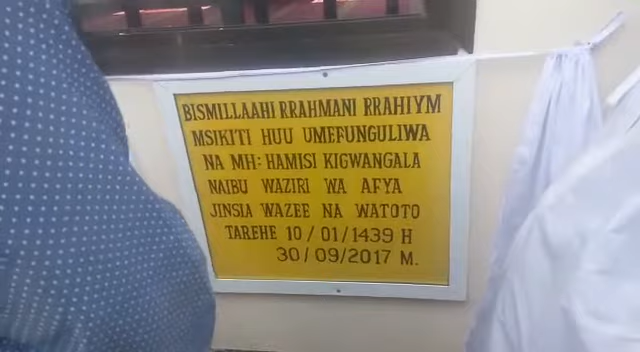 BISMILLAAHI RRAHMANI RRAHIYM
MSIKITI HUU UMEFUNGULIWA
NA MH: HAMISI KIGWANGALA
NAIBU WAZIRI WA AFYA
JINSIA WAZEE NA WATOTO
TAREHE 10/01/1439 H
30/09/2017 M.